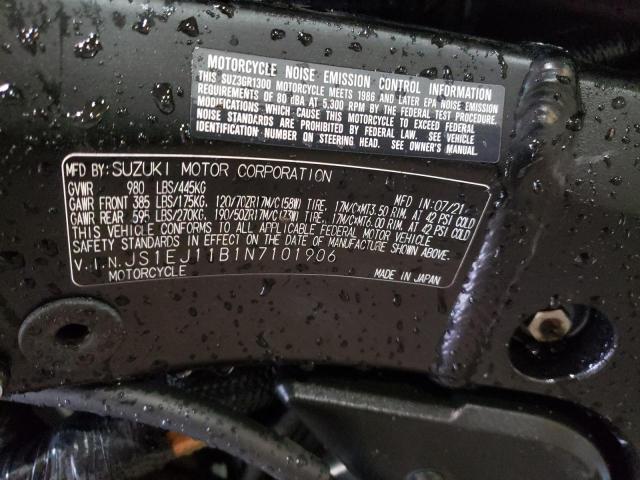 MOTORCYCLE NOISE EMISSION CONTROL INFORMATION
THIS SUZ3GR1300 MOTORCYCLE MEETS 1986 AND LATER EPA NOISE EMISSION
REQUIREMENTS OF 80 dBA AT 5,300 RPM BY THE FEDERAL TEST PROCEDURE.
MODIFICATIONS WHICH CAUSE THIS MOTORCYCLE TO EXCEED FEDERAL
NOISE STANDARDS ARE PROHIBITED BY FEDERAL LAW. SEE VEHICLE
IDENTIFICATION NUMBER ON STEERING HEAD. SEE OWNER'S MANUAL.
MFD BY: SUZUKI MOTOR CORPORATION
GVWR 980 LBS/445KG MFD IN:07/21
GAWR FRONT 385 LBS/175KG. 120/70ZR17M/C(58W) TIRE. 17M/C×MT3.50 RIM. AT 42 PSI COLD
GAWR REAR 595 LBS/270KG. 190/50ZR17M/C(73W) TIRE. 17M/C×MT6.00 RIM. AT 42 PSI COLD
THIS VEHICLE CONFORMS TO ALL APPLICABLE FEDERAL MOTOR VEHICLE
SAFETY STANDARDS IN EFFECT ON THE DATE OF MANUFACTURE SHOWN ABOVE.
V.I.N. JS1EJ11B1N7101906
MOTORCYCLE MADE IN JAPAN